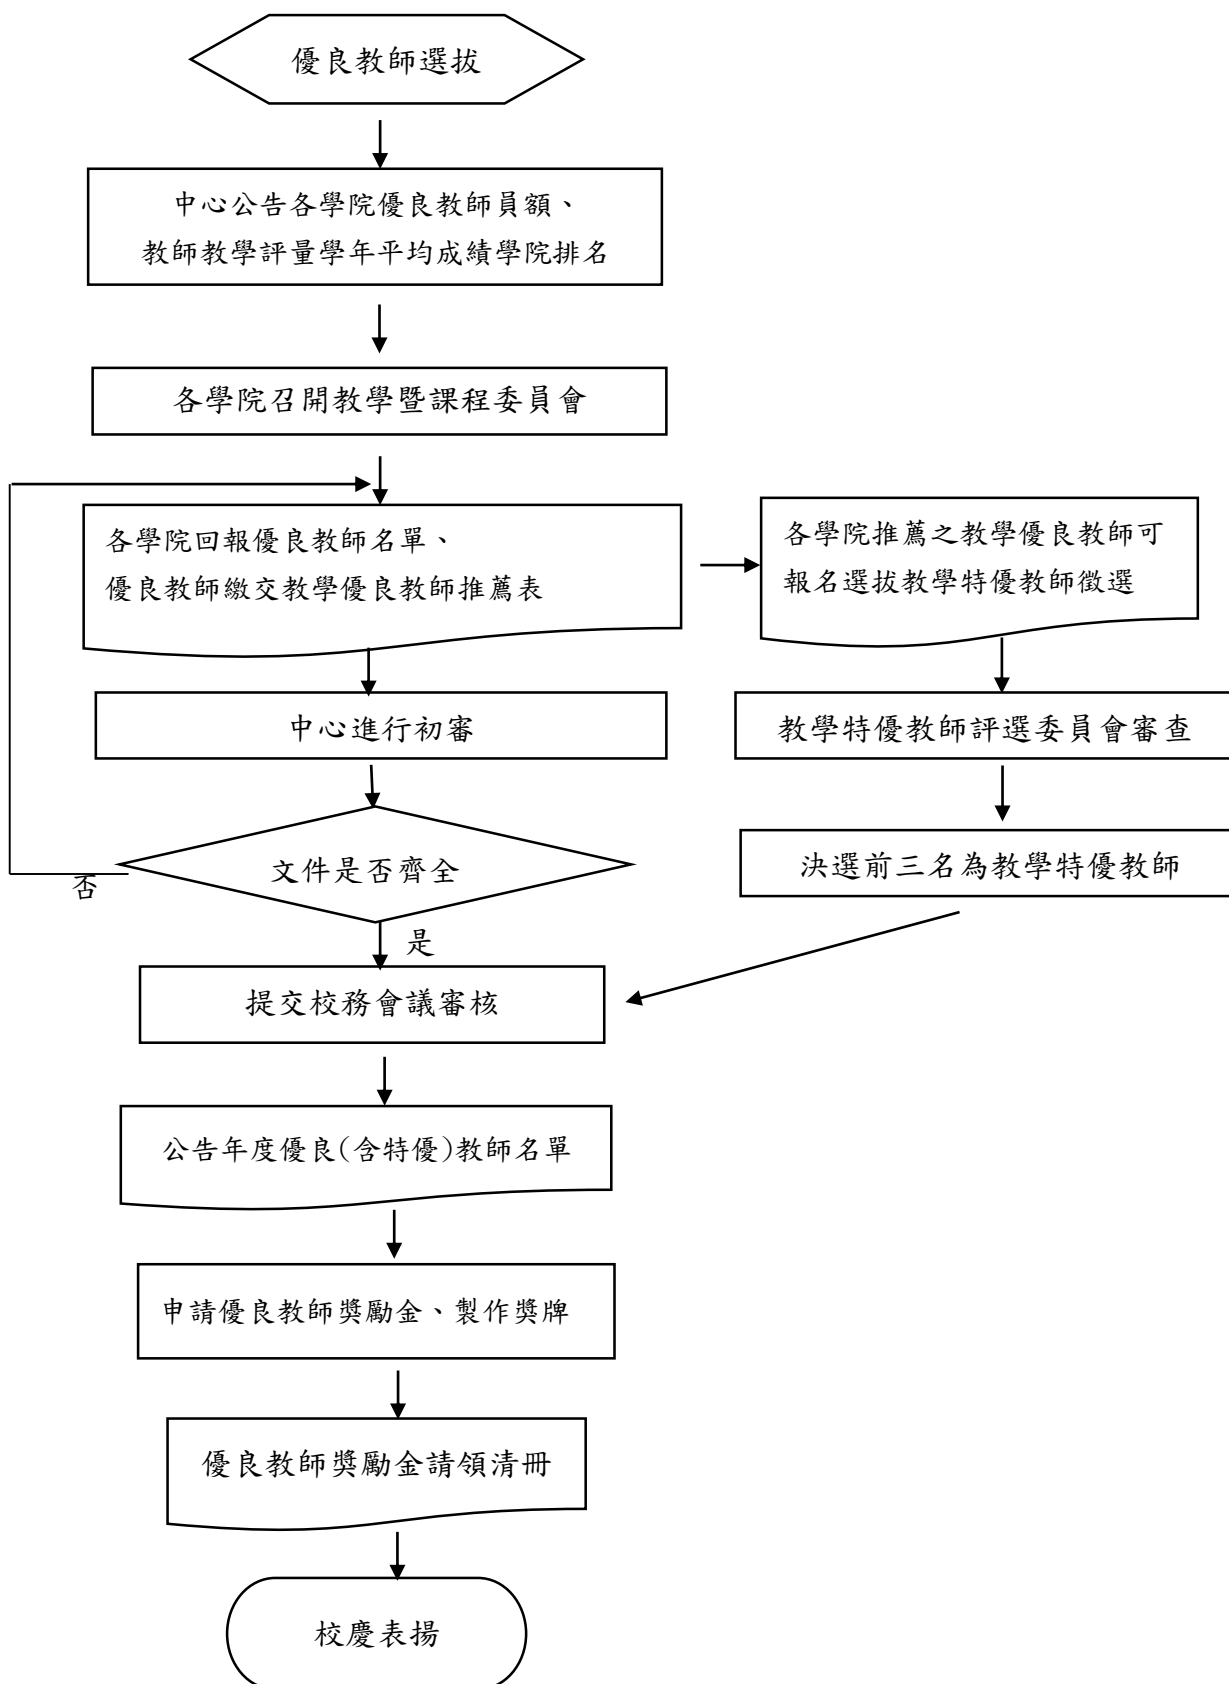 優良教師選拔
中心公告各學院優良教師員額、
教師教學評量學年平均成績學院排名
各學院召開教學暨課程委員會
各學院回報優良教師名單、
優良教師繳交教學優良教師推薦表
各學院推薦之教學優良教師可
報名選拔教學特優教師徵選
中心進行初審
教學特優教師評選委員會審查
文件是否齊全
否
是
決選前三名為教學特優教師
提交校務會議審核
公告年度優良(含特優)教師名單
申請優良教師獎勵金、製作獎牌
優良教師獎勵金請領清冊
校慶表揚